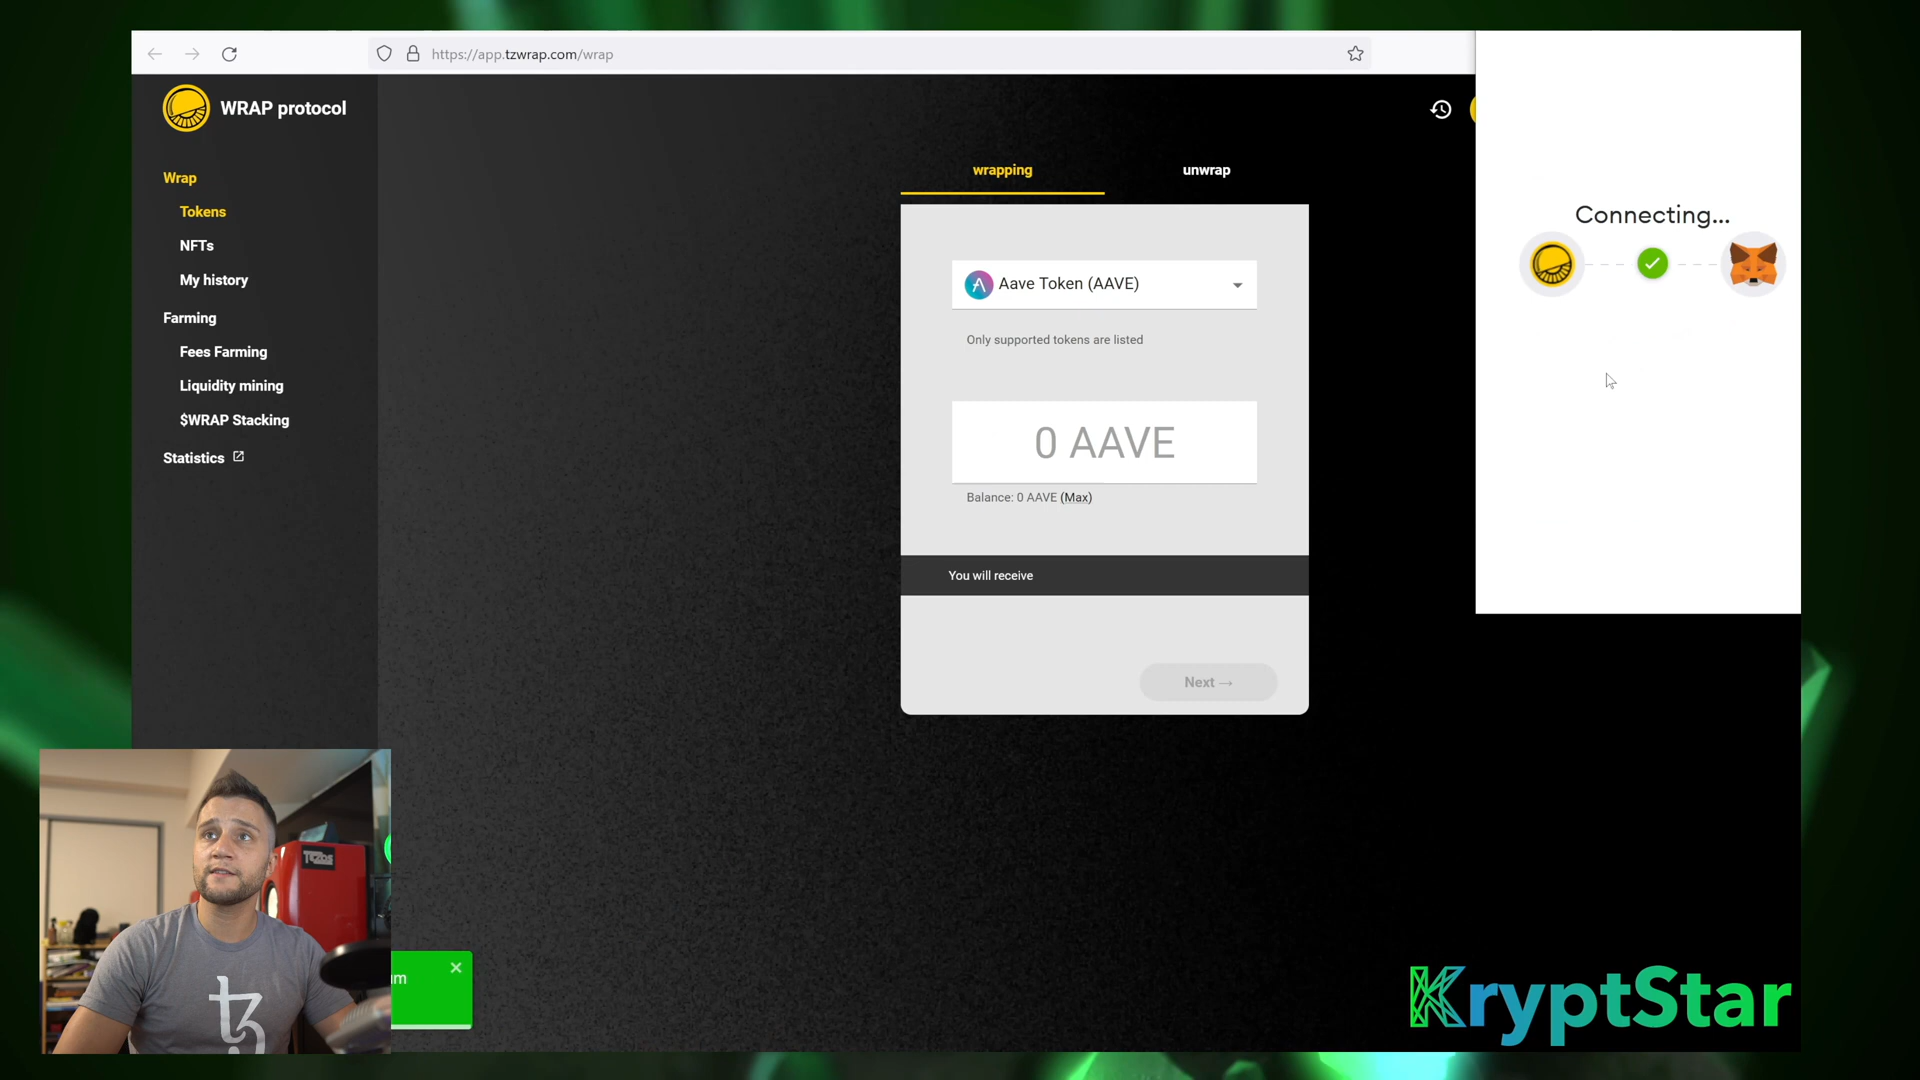 https://app.tzwrap.com/wrap
WRAP protocol
Wrap
Tokens
NFTs
My history
Farming
Fees Farming
Liquidity mining
$WRAP Stacking
Statistics
wrapping
unwrap
Aave Token (AAVE)
Only supported tokens are listed
0 AAVE
Balance: 0 AAVE (Max)
You will receive
Next →
Connecting...
TEZOS
KryptStar